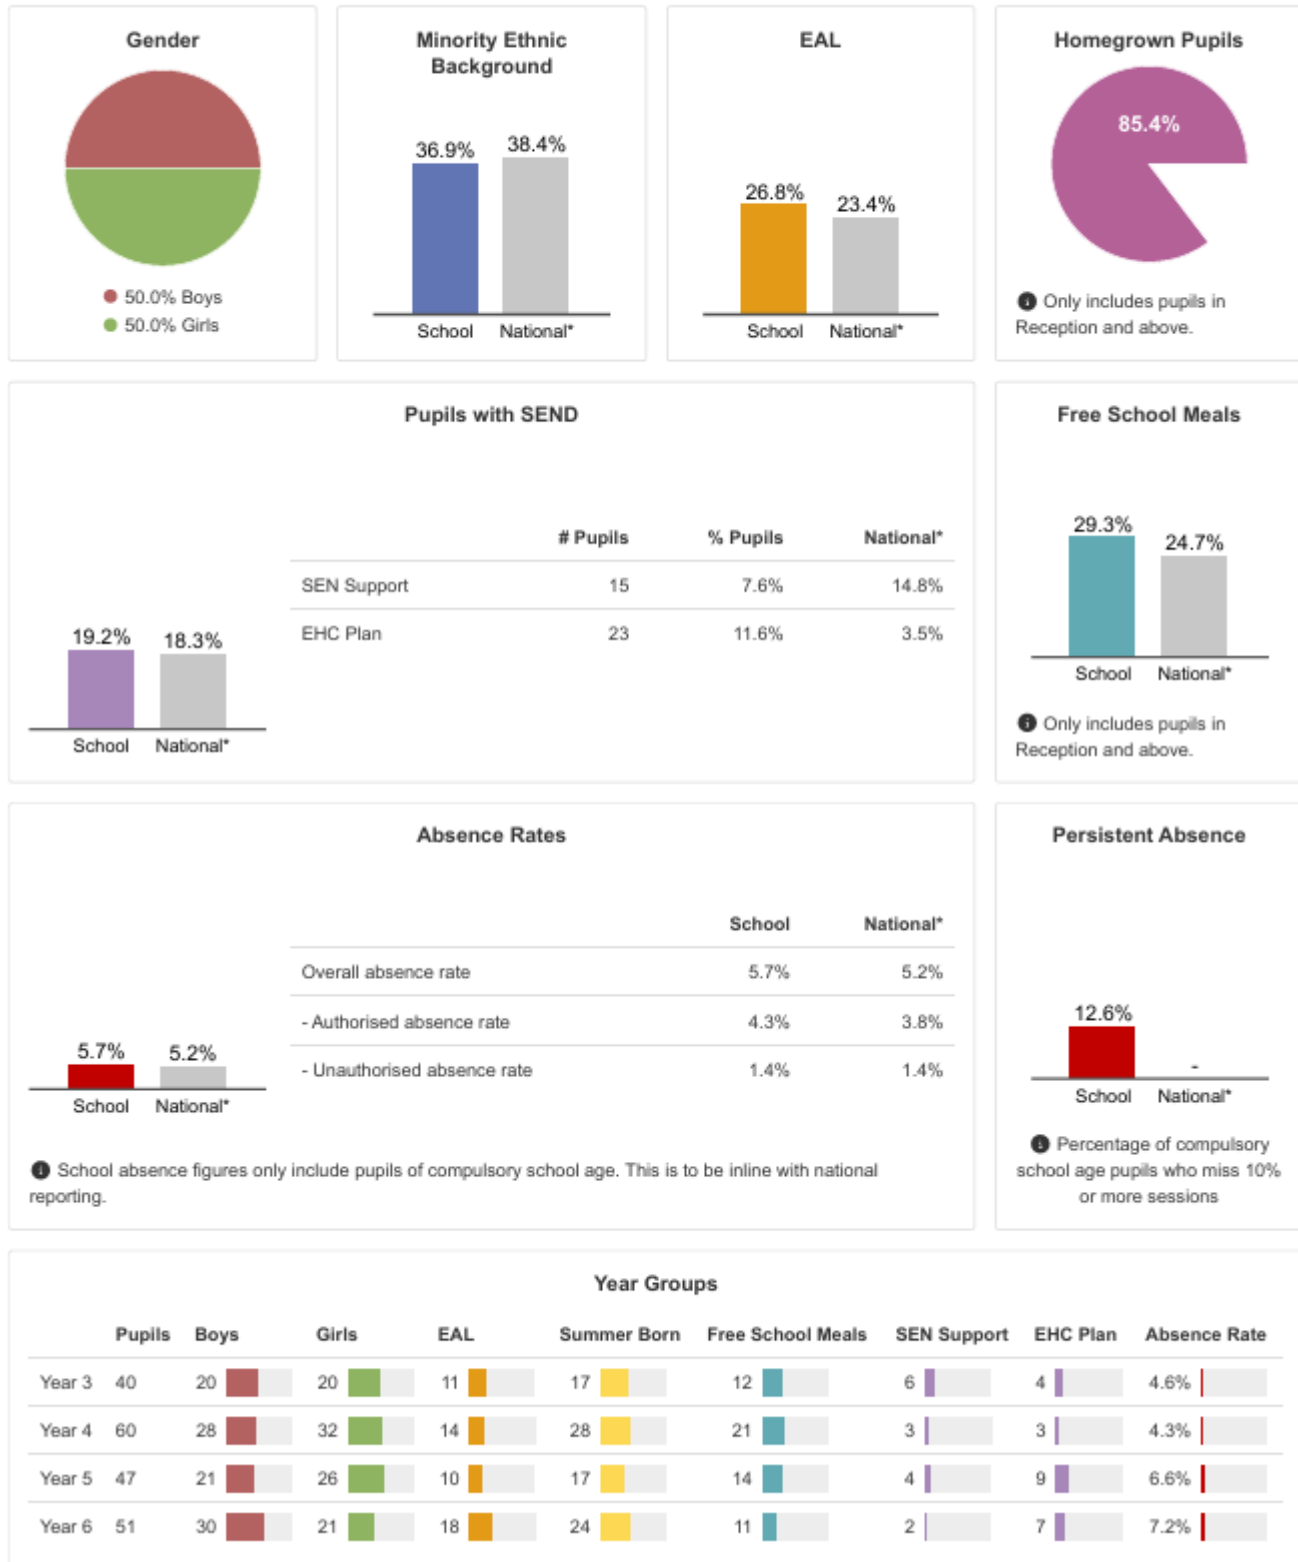 Gender
50.0% Boys
50.0% Girls
Minority Ethnic
Background
36.9% 38.4%
School National*
EAL
26.8% 23.4%
School National*
Homegrown Pupils
85.4%
Only includes pupils in
Reception and above.
Pupils with SEND
19.2% 18.3%
School National*
# Pupils % Pupils National*
SEN Support 15 7.6% 14.8%
EHC Plan 23 11.6% 3.5%
Free School Meals
29.3% 24.7%
School National*
Only includes pupils in
Reception and above.
Absence Rates
5.7% 5.2%
School National*
School National*
Overall absence rate 5.7% 5.2%
- Authorised absence rate 4.3% 3.8%
- Unauthorised absence rate 1.4% 1.4%
School absence figures only include pupils of compulsory school age. This is to be inline with national
reporting.
Persistent Absence
12.6% -
School National*
Percentage of compulsory
school age pupils who miss 10%
or more sessions
Year Groups
Pupils Boys Girls EAL Summer Born Free School Meals SEN Support EHC Plan Absence Rate
Year 3 40 20 20 11 17 12 6 4 4.6%
Year 4 60 28 32 14 28 21 3 3 4.3%
Year 5 47 21 26 10 17 14 4 9 6.6%
Year 6 51 30 21 18 24 11 2 7 7.2%